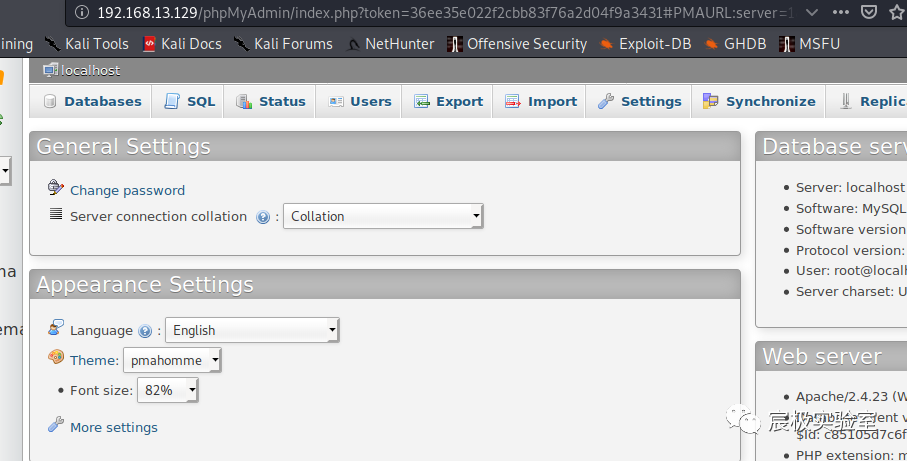 192.168.13.129/phpMyAdmin/index.php?token=36ee35e022f2cbb83f76a2d04f9a3431#PMAURL:server=1
ining Kali Tools Kali Docs Kali Forums NetHunter Offensive Security Exploit-DB GHDB MSFU
localhost
Databases SQL Status Users Export Import Settings Synchronize Replic
General Settings
Change password
Server connection collation : Collation
Appearance Settings
Language : English
Theme: pmahomme
Font size: 82%
More settings
ma
ema
Database serv
Server: localhost
Software: MySQL
Software version
Protocol version:
User: root@local
Server charset: U
Web server
Apache/2.4.23 (W
$Id: c85105d7c6f
PHP extension: m
宸极实验室